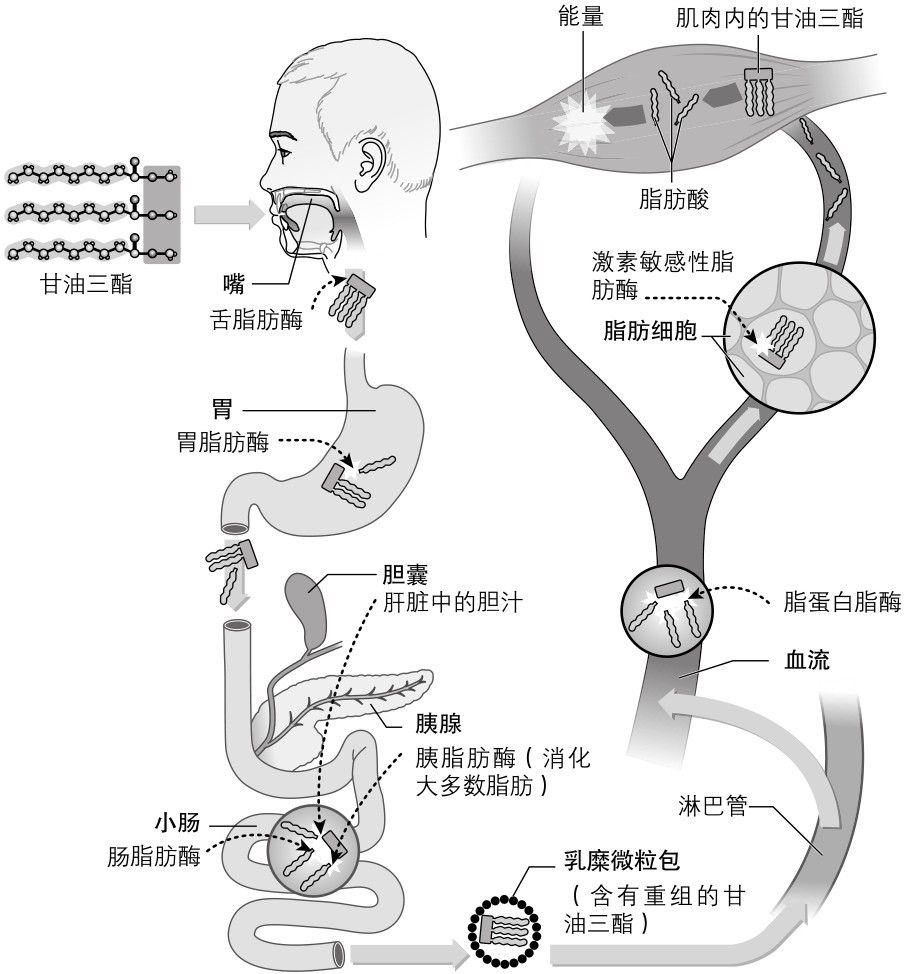 能量
肌肉内的甘油三酯
脂肪酸
甘油三酯
嘴
舌脂肪酶
激素敏感性脂
肪酶
脂肪细胞
胃
胃脂肪酶
胆囊
肝脏中的胆汁
脂蛋白脂酶
血流
胰腺
胰脂肪酶（消化
大多数脂肪）
小肠
肠脂肪酶
淋巴管
乳糜微粒包
（含有重组的甘
油三酯）